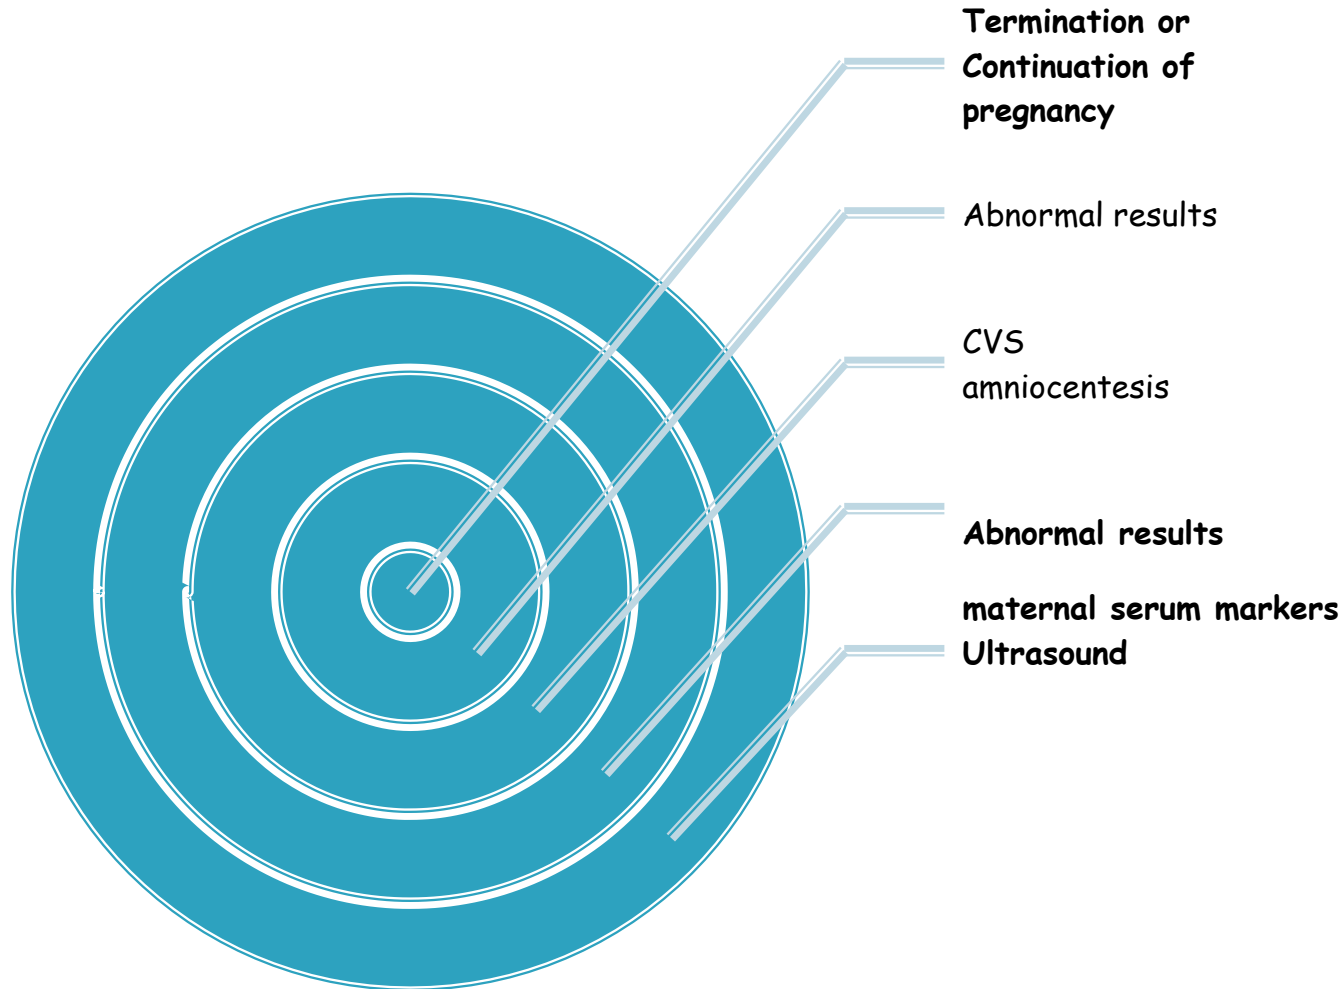 Termination or
Continuation of
pregnancy
Abnormal results
CVS
amniocentesis
Abnormal results
maternal serum markers
Ultrasound